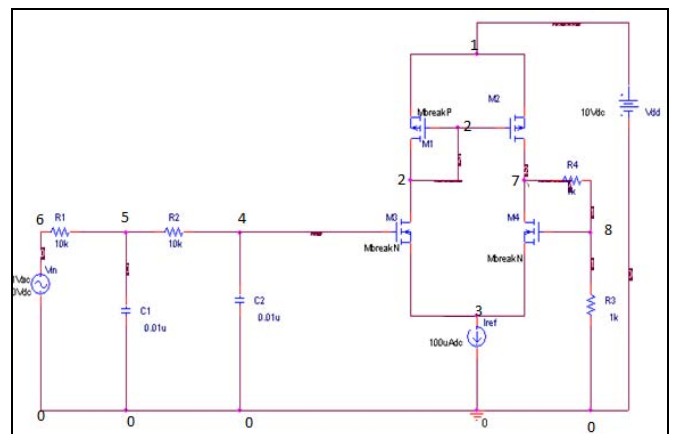 1
M2
MbreakP
10Vdc
Vdd
2
M1
R4
2
7
6
R1
5
R2
4
M3
M4
8
10k
10k
MbreakN
Vin
MbreakN
0Vdc
C1
C2
3
Iref
R3
0.01u
0.01u
100uAdc
1k
0
0
0
0
0